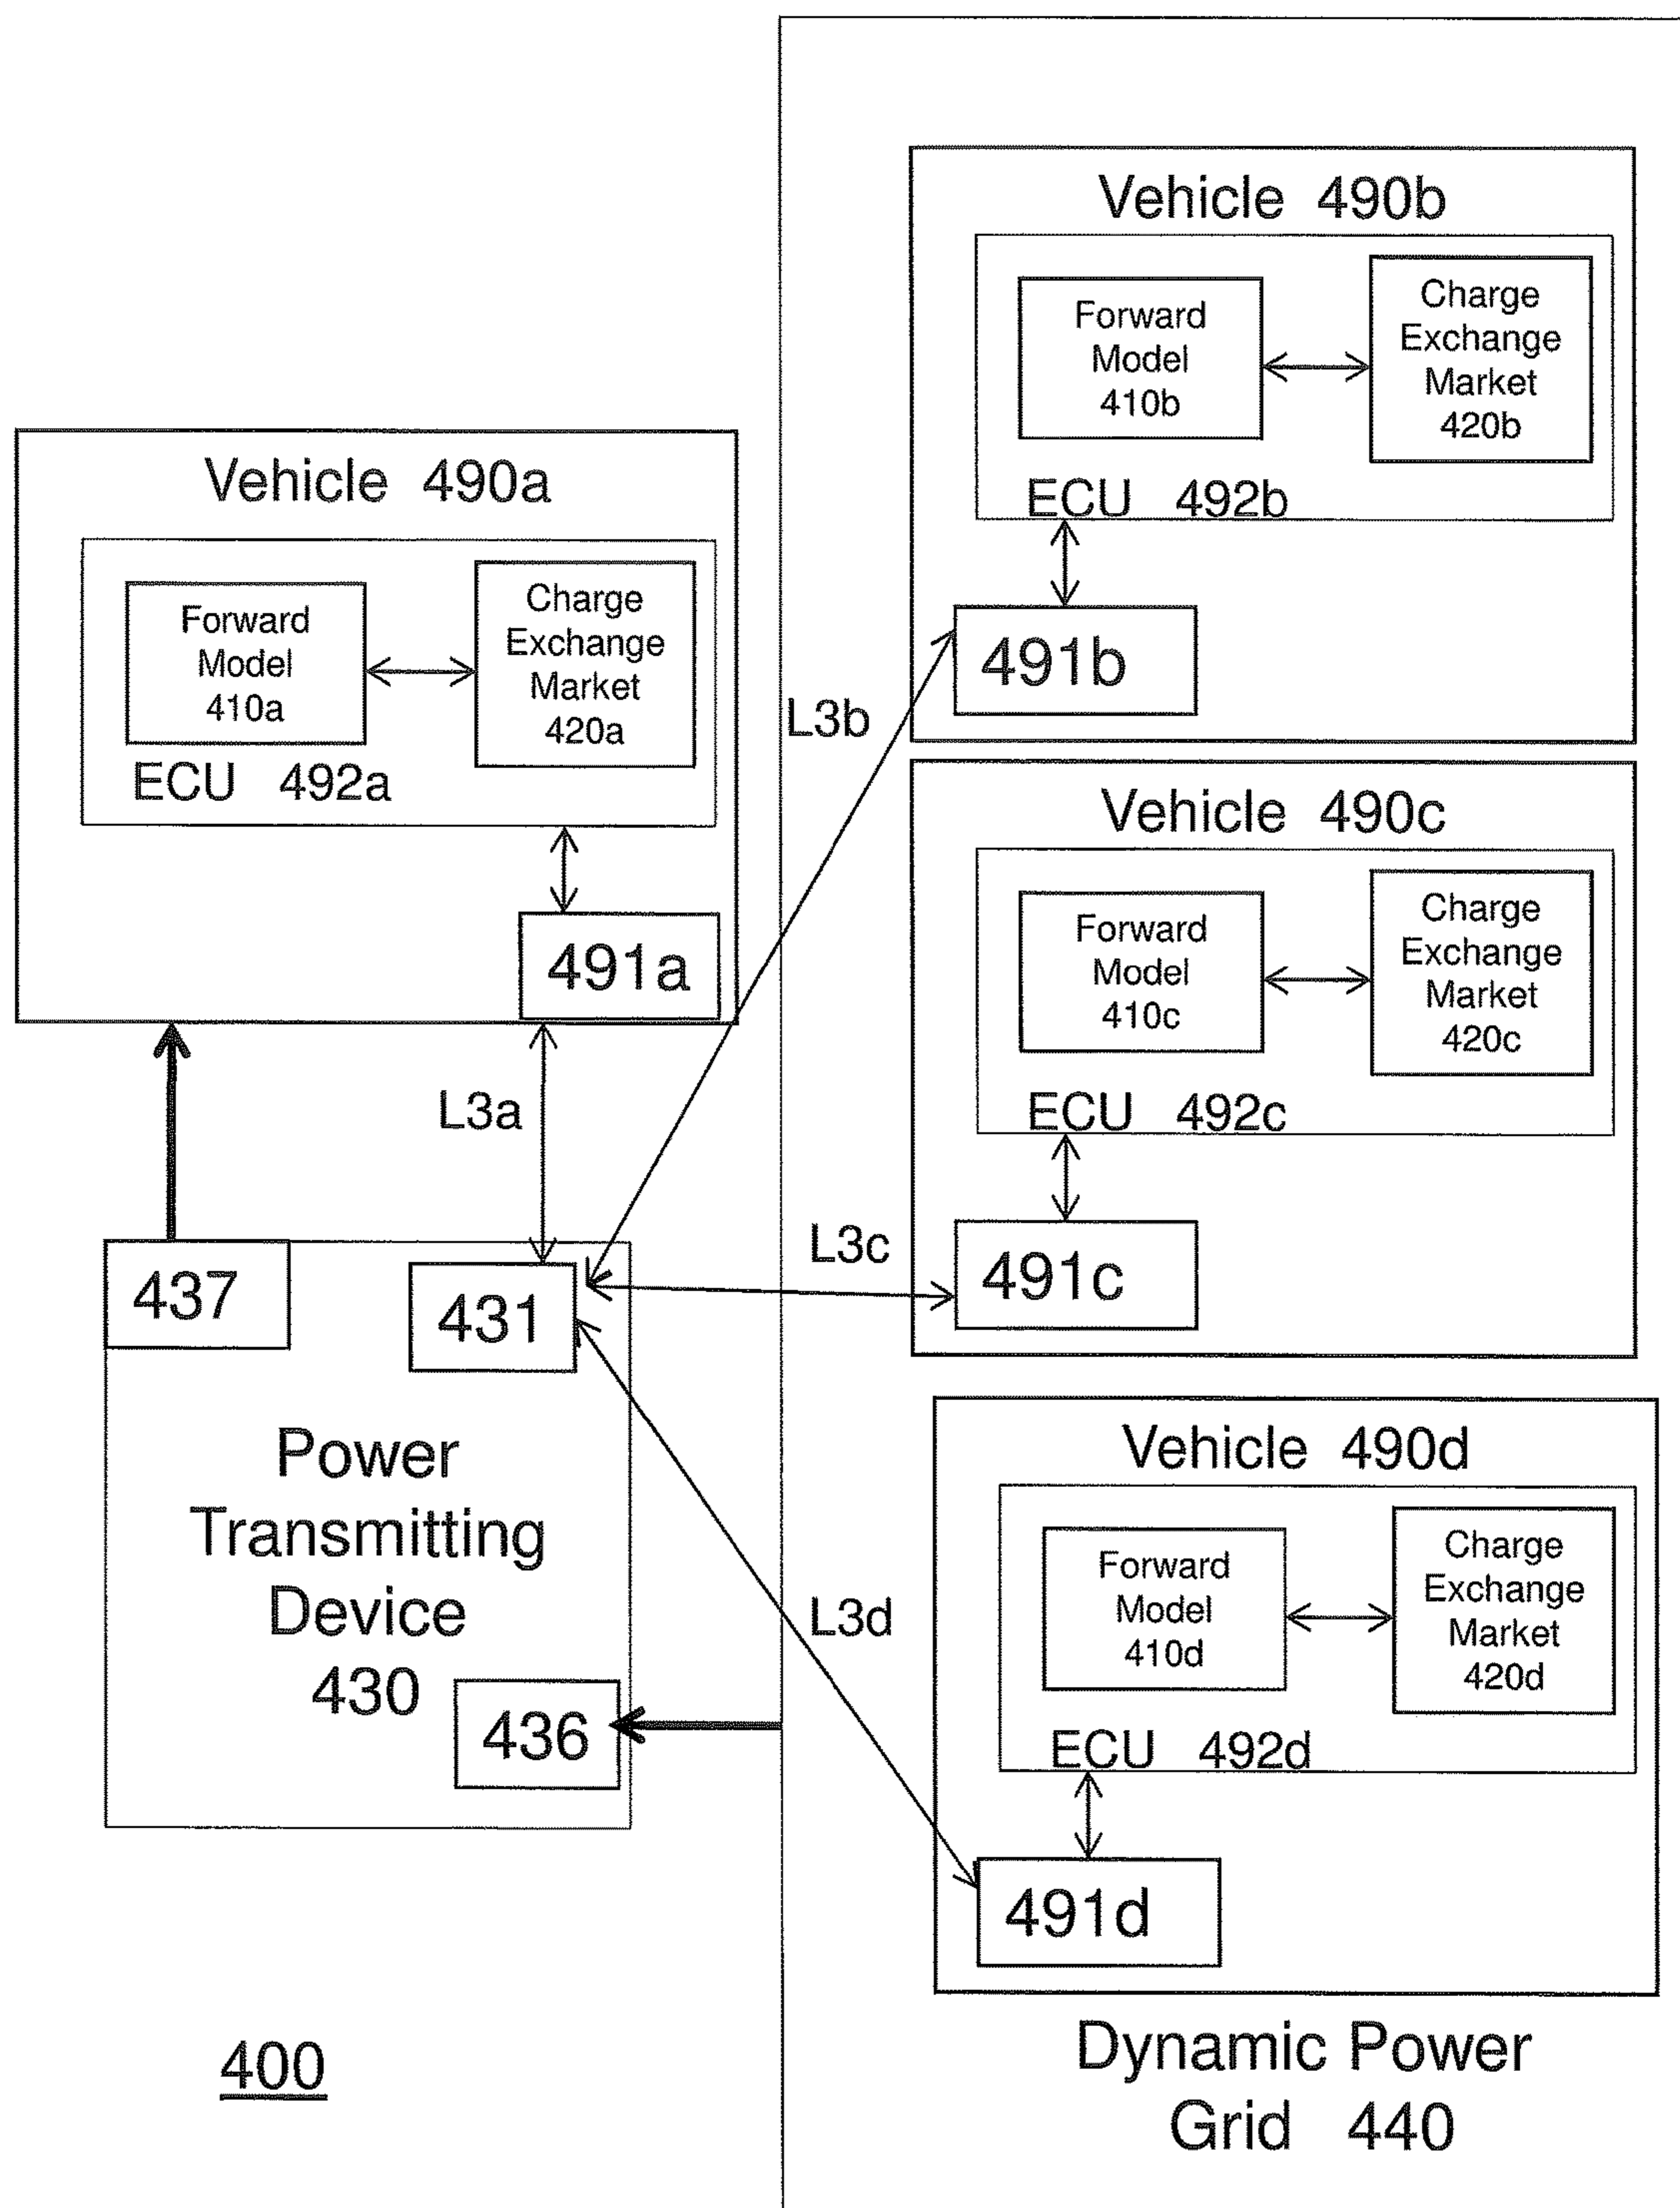 Vehicle 490a
Forward
Model
410a
Charge
Exchange
Market
420a
ECU 492a
491a
L3a
437
431
Power
Transmitting
Device
430
436
400
L3b
L3c
L3d
Vehicle 490b
Forward
Model
410b
Charge
Exchange
Market
420b
ECU 492b
491b
Vehicle 490c
Forward
Model
410c
Charge
Exchange
Market
420c
ECU 492c
491c
Vehicle 490d
Forward
Model
410d
Charge
Exchange
Market
420d
ECU 492d
491d
Dynamic Power
Grid 440